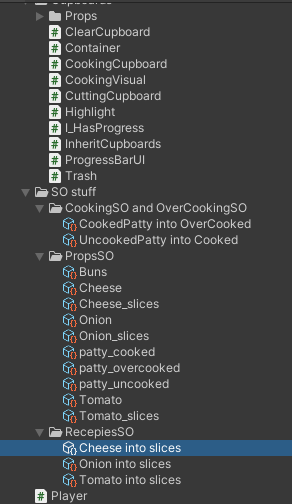 Cupboards
Props
ClearCupboard
Container
CookingCupboard
CookingVisual
CuttingCupboard
Highlight
I_HasProgress
InheritCupboards
ProgressBarUI
Trash
SO stuff
CookingSO and OverCookingSO
CookedPatty into OverCooked
UncookedPatty into Cooked
PropsSO
Buns
Cheese
Cheese_slices
Onion
Onion_slices
patty_cooked
patty_overcooked
patty_uncooked
Tomato
Tomato_slices
RecepiesSO
Cheese into slices
Onion into slices
Tomato into slices
Player